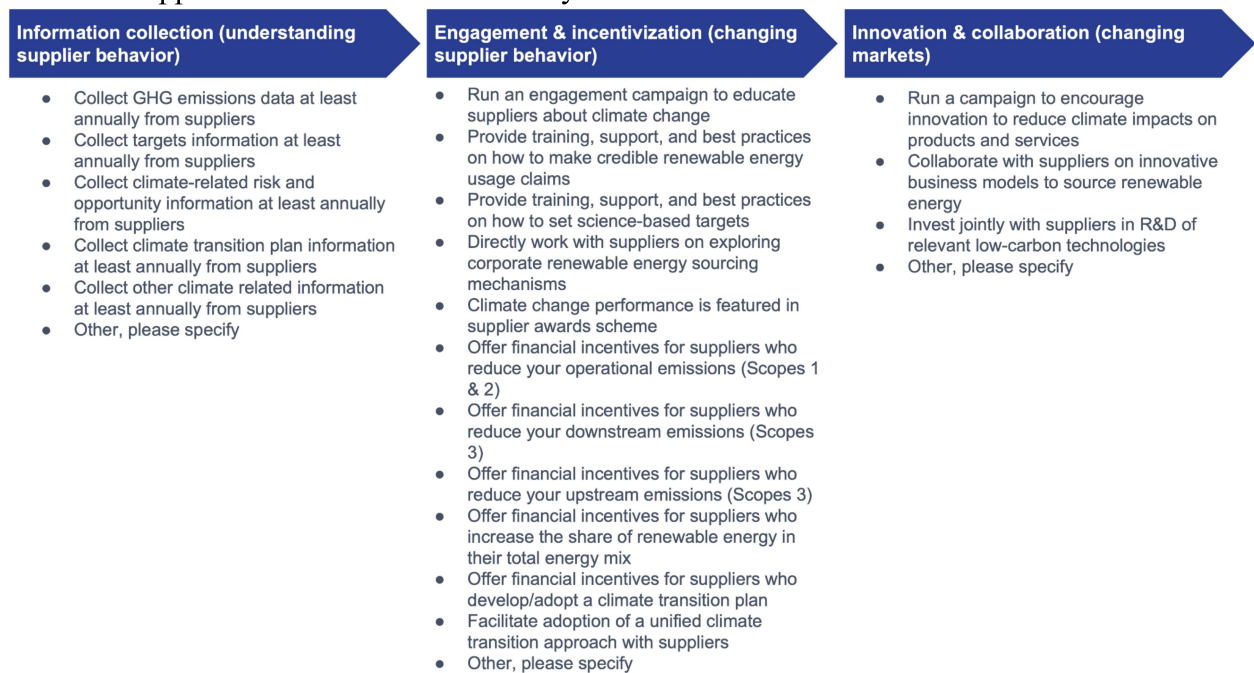 Information collection (understanding
supplier behavior)
● Collect GHG emissions data at least
annually from suppliers
● Collect targets information at least
annually from suppliers
● Collect climate-related risk and
opportunity information at least annually
from suppliers
● Collect climate transition plan information
at least annually from suppliers
● Collect other climate related information
at least annually from suppliers
● Other, please specify
Engagement & incentivization (changing
supplier behavior)
● Run an engagement campaign to educate
suppliers about climate change
● Provide training, support, and best practices
on how to make credible renewable energy
usage claims
● Provide training, support, and best practices
on how to set science-based targets
● Directly work with suppliers on exploring
corporate renewable energy sourcing
mechanisms
● Climate change performance is featured in
supplier awards scheme
● Offer financial incentives for suppliers who
reduce your operational emissions (Scopes 1
& 2)
● Offer financial incentives for suppliers who
reduce your downstream emissions (Scopes
3)
● Offer financial incentives for suppliers who
reduce your upstream emissions (Scopes 3)
● Offer financial incentives for suppliers who
increase the share of renewable energy in
their total energy mix
● Offer financial incentives for suppliers who
develop/adopt a climate transition plan
● Facilitate adoption of a unified climate
transition approach with suppliers
● Other, please specify
Innovation & collaboration (changing
markets)
● Run a campaign to encourage
innovation to reduce climate impacts on
products and services
● Collaborate with suppliers on innovative
business models to source renewable
energy
● Invest jointly with suppliers in R&D of
relevant low-carbon technologies
● Other, please specify